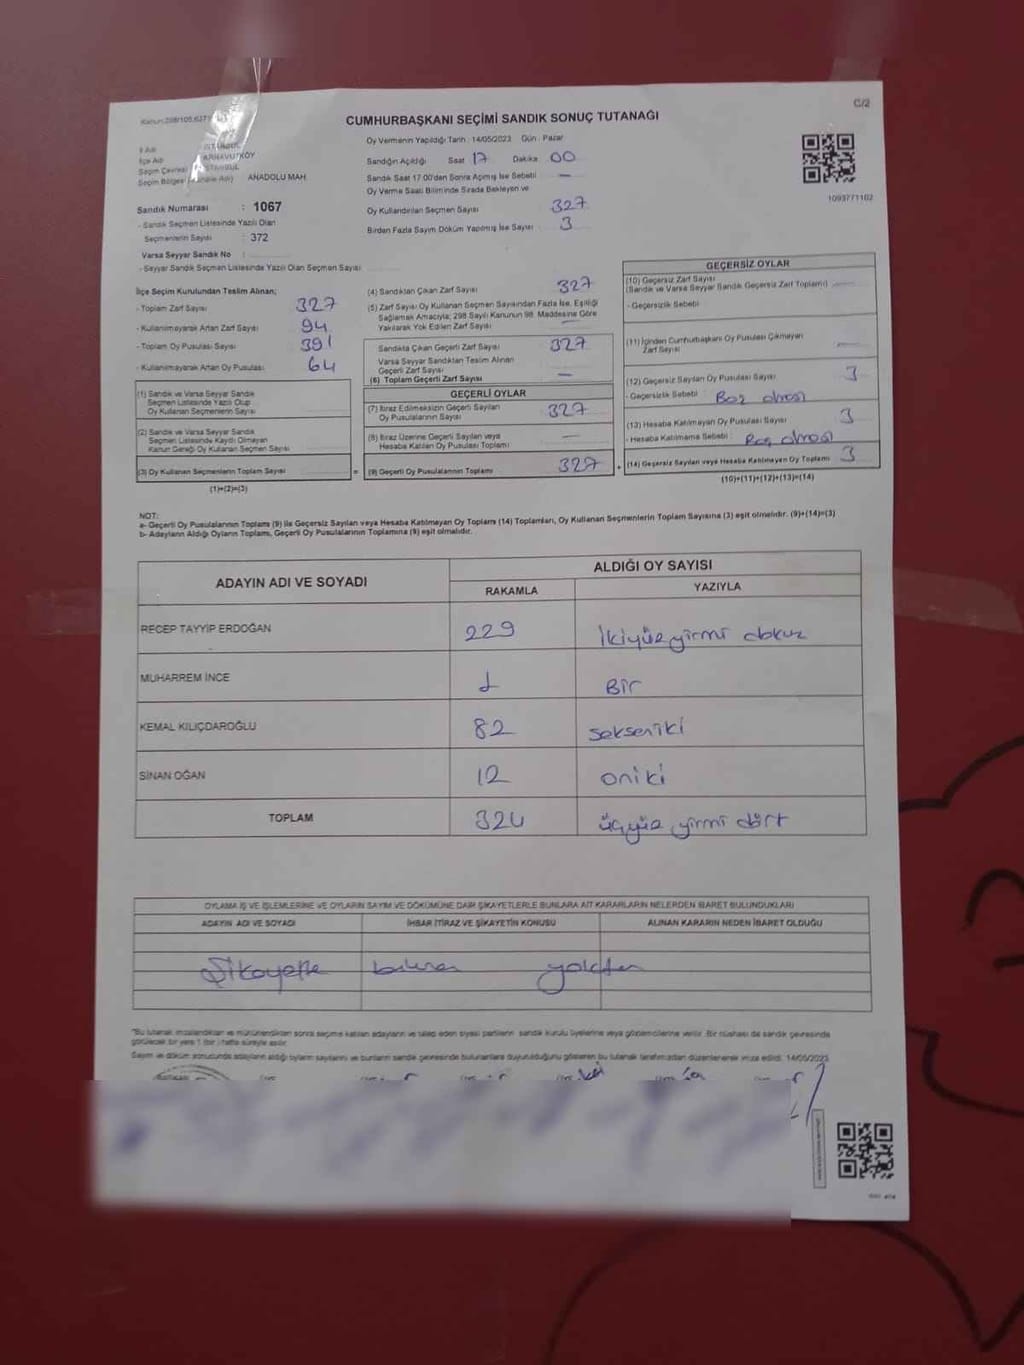 C/2
CUMHURBAŞKANI SEÇİMİ SANDIK SONUÇ TUTANAĞI
Oy Vermenin Yapıldığı Tarih : 14/05/2023 Gün : Pazar
İl Adı İSTANBUL
İlçe Adı ARNAVUTKÖY
Seçim Çevresi İSTANBUL
Seçim Bölgesi ANADOLU MAH
Sandık Numarası : 1067
- Sandık Seçmen Listesinde Yazılı Olan
Seçmenlerin Sayısı : 372
Varsa Seyyar Sandık No :
- Seyyar Sandık Seçmen Listesinde Yazılı Olan Seçmen Sayısı
Sandığın Açıldığı Saat 17 Dakika 00
Sandık Saat 17.00'den Sonra Açılmış İse Sebebi —
Oy Verme Saati Bitiminde Sırada Bekleyen ve
Oy Kullandırılan Seçmen Sayısı 327
Birden Fazla Sayım Döküm Yapılmış İse Sayısı 3
1093771102
İlçe Seçim Kurulundan Teslim Alınan;
- Toplam Zarf Sayısı 327
- Kullanılmayarak Artan Zarf Sayısı 94
- Toplam Oy Pusulası Sayısı 391
- Kullanılmayarak Artan Oy Pusulası 64
(1) Sandık ve Varsa Seyyar Sandık
Seçmen Listesinde Yazılı Olup
Oy Kullanan Seçmenlerin Sayısı
(2) Sandık ve Varsa Seyyar Sandık
Seçmen Listesinde Kaydı Olmayan
Kanun Gereği Oy Kullanan Seçmen Sayısı
(3) Oy Kullanan Seçmenlerin Toplam Sayısı =
(1)+(2)=(3)
(4) Sandıktan Çıkan Zarf Sayısı 327
(5) Zarf Sayısı Oy Kullanan Seçmen Sayısından Fazla İse, Eşitliği
Sağlamak Amacıyla; 298 Sayılı Kanunun 98. Maddesine Göre
Yakılarak Yok Edilen Zarf Sayısı —
Sandıkta Çıkan Geçerli Zarf Sayısı 327
Varsa Seyyar Sandıktan Teslim Alınan
Geçerli Zarf Sayısı
(6) Toplam Geçerli Zarf Sayısı —
GEÇERLİ OYLAR
(7) İtiraz Edilmeksizin Geçerli Sayılan
Oy Pusulasının Sayısı 327
(8) İtiraz Üzerine Geçerli Sayılan veya
Hesaba Katılan Oy Pusulası Toplamı —
(9) Geçerli Oy Pusulalarının Toplamı 327 +
GEÇERSİZ OYLAR
(10) Geçersiz Zarf Sayısı
(Sandık ve Varsa Seyyar Sandık Geçersiz Zarf Toplamı) —
- Geçersizlik Sebebi
(11) İçinden Cumhurbaşkanı Oy Pusulası Çıkmayan
Zarf Sayısı —
(12) Geçersiz Sayılan Oy Pusulası Sayısı 3
- Geçersizlik Sebebi Boş olması
(13) Hesaba Katılmayan Oy Pusulası Sayısı 3
- Hesaba Katılmama Sebebi : Boş olması
(14) Geçersiz Sayılan veya Hesaba Katılmayan Oy Toplamı 3
(10)+(11)+(12)+(13)=(14)
NOT:
a- Geçerli Oy Pusulalarının Toplamı (9) ile Geçersiz Sayılan veya Hesaba Katılmayan Oy Toplamı (14) Toplamları, Oy Kullanan Seçmenlerin Toplam Sayısına (3) eşit olmalıdır. (9)+(14)=(3)
b- Adayların Aldığı Oyların Toplamı, Geçerli Oy Pusulalarının Toplamına (9) eşit olmalıdır.
ADAYIN ADI VE SOYADI ALDIĞI OY SAYISI
RAKAMLA YAZIYLA
RECEP TAYYİP ERDOĞAN 229 İkiyüz yirmi dokuz
MUHARREM İNCE 1 Bir
KEMAL KILIÇDAROĞLU 82 seksen iki
SİNAN OĞAN 12 on iki
TOPLAM 324 üçyüz yirmi dört
OYLAMA İŞ VE İŞLEMLERİNE VE OYLARIN SAYIM VE DÖKÜMÜNE DAİR ŞİKAYETLERLE BUNLARA AİT KARARLARIN NELERDEN İBARET BULUNDUKLARI
ADAYIN ADI VE SOYADI İHBAR İTİRAZ VE ŞİKAYETİN KONUSU ALINAN KARARIN NEDEN İBARET OLDUĞU
Şikayette bulunan yoktur
"Bu tutanak imzalandıktan ve mühürlendikten sonra seçime katılan adayların ve talep eden siyasi partilerin sandık kurulu üyelerine veya gözlemcilerine verilir. Bir nüshası da sandık çevresinde
görülecek bir yere 1 (bir) hafta süreyle asılır.
Sayım ve döküm sonucunda adayların aldığı oyların sayılarını ve bunların sandık çevresinde bulunanlara duyurulduğunu gösteren bu tutanak tarafımızdan düzenlenerek imza edildi. 14/05/2023